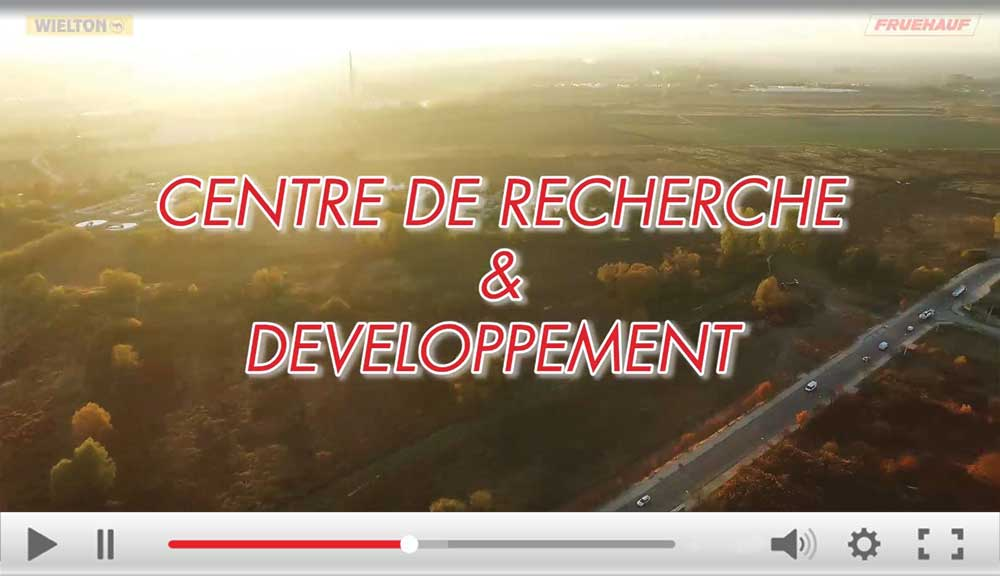 WIELTON
FRUEHAUF
CENTRE DE RECHERCHE
&
DEVELOPPEMENT